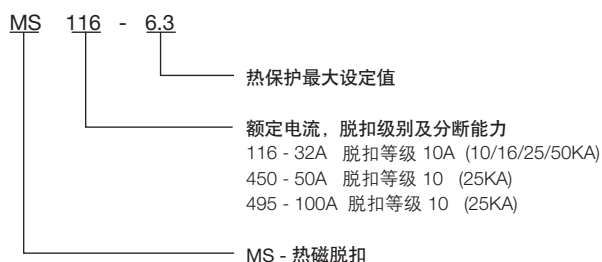 MS 116 - 6.3
热保护最大设定值
额定电流，脱扣级别及分断能力
116 - 32A 脱扣等级 10A (10/16/25/50KA)
450 - 50A 脱扣等级 10 (25KA)
495 - 100A 脱扣等级 10 (25KA)
MS - 热磁脱扣